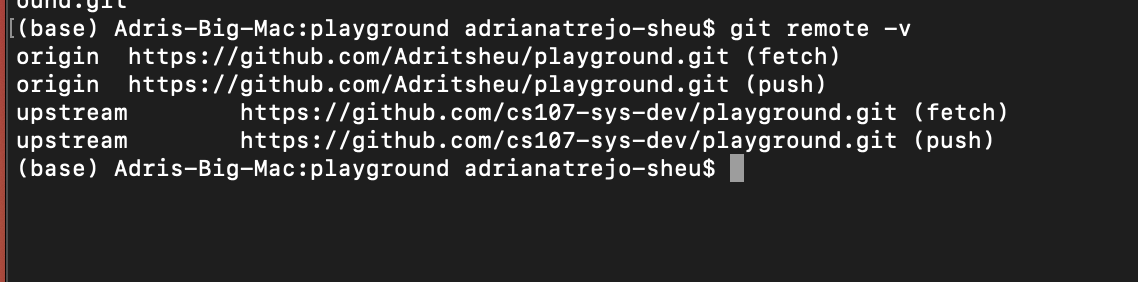 ound.git
[(base) Adris-Big-Mac:playground adrianatrejo-sheu$ git remote -v
origin  https://github.com/Adritsheu/playground.git (fetch)
origin  https://github.com/Adritsheu/playground.git (push)
upstream        https://github.com/cs107-sys-dev/playground.git (fetch)
upstream        https://github.com/cs107-sys-dev/playground.git (push)
(base) Adris-Big-Mac:playground adrianatrejo-sheu$